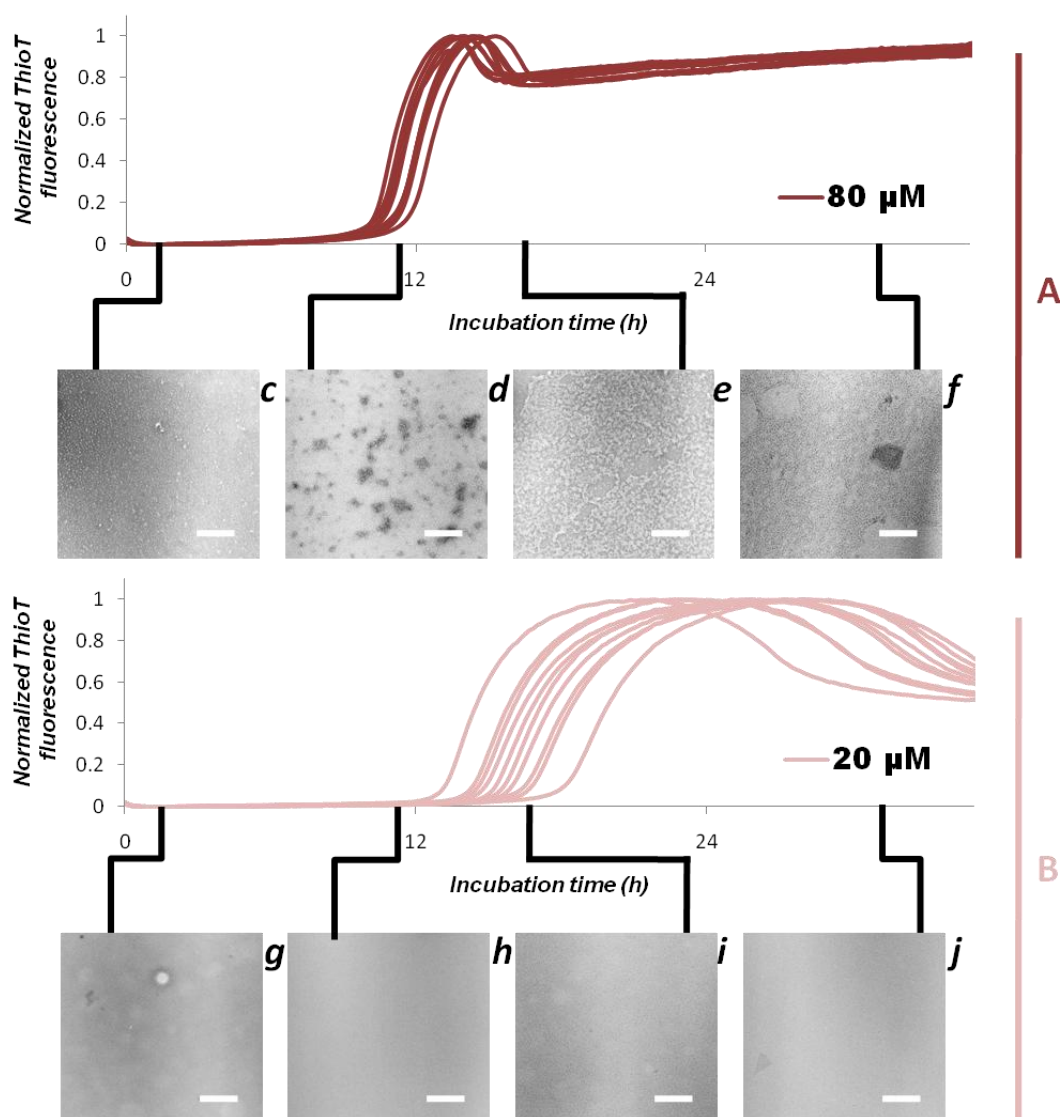 Normalized ThioT
fluorescence
1
0.8
0.6
0.4
0.2
0
80 µM
0
12
24
Incubation time (h)
A
c
d
e
f
Normalized ThioT
fluorescence
1
0.8
0.6
0.4
0.2
0
20 µM
0
12
24
Incubation time (h)
B
g
h
i
j